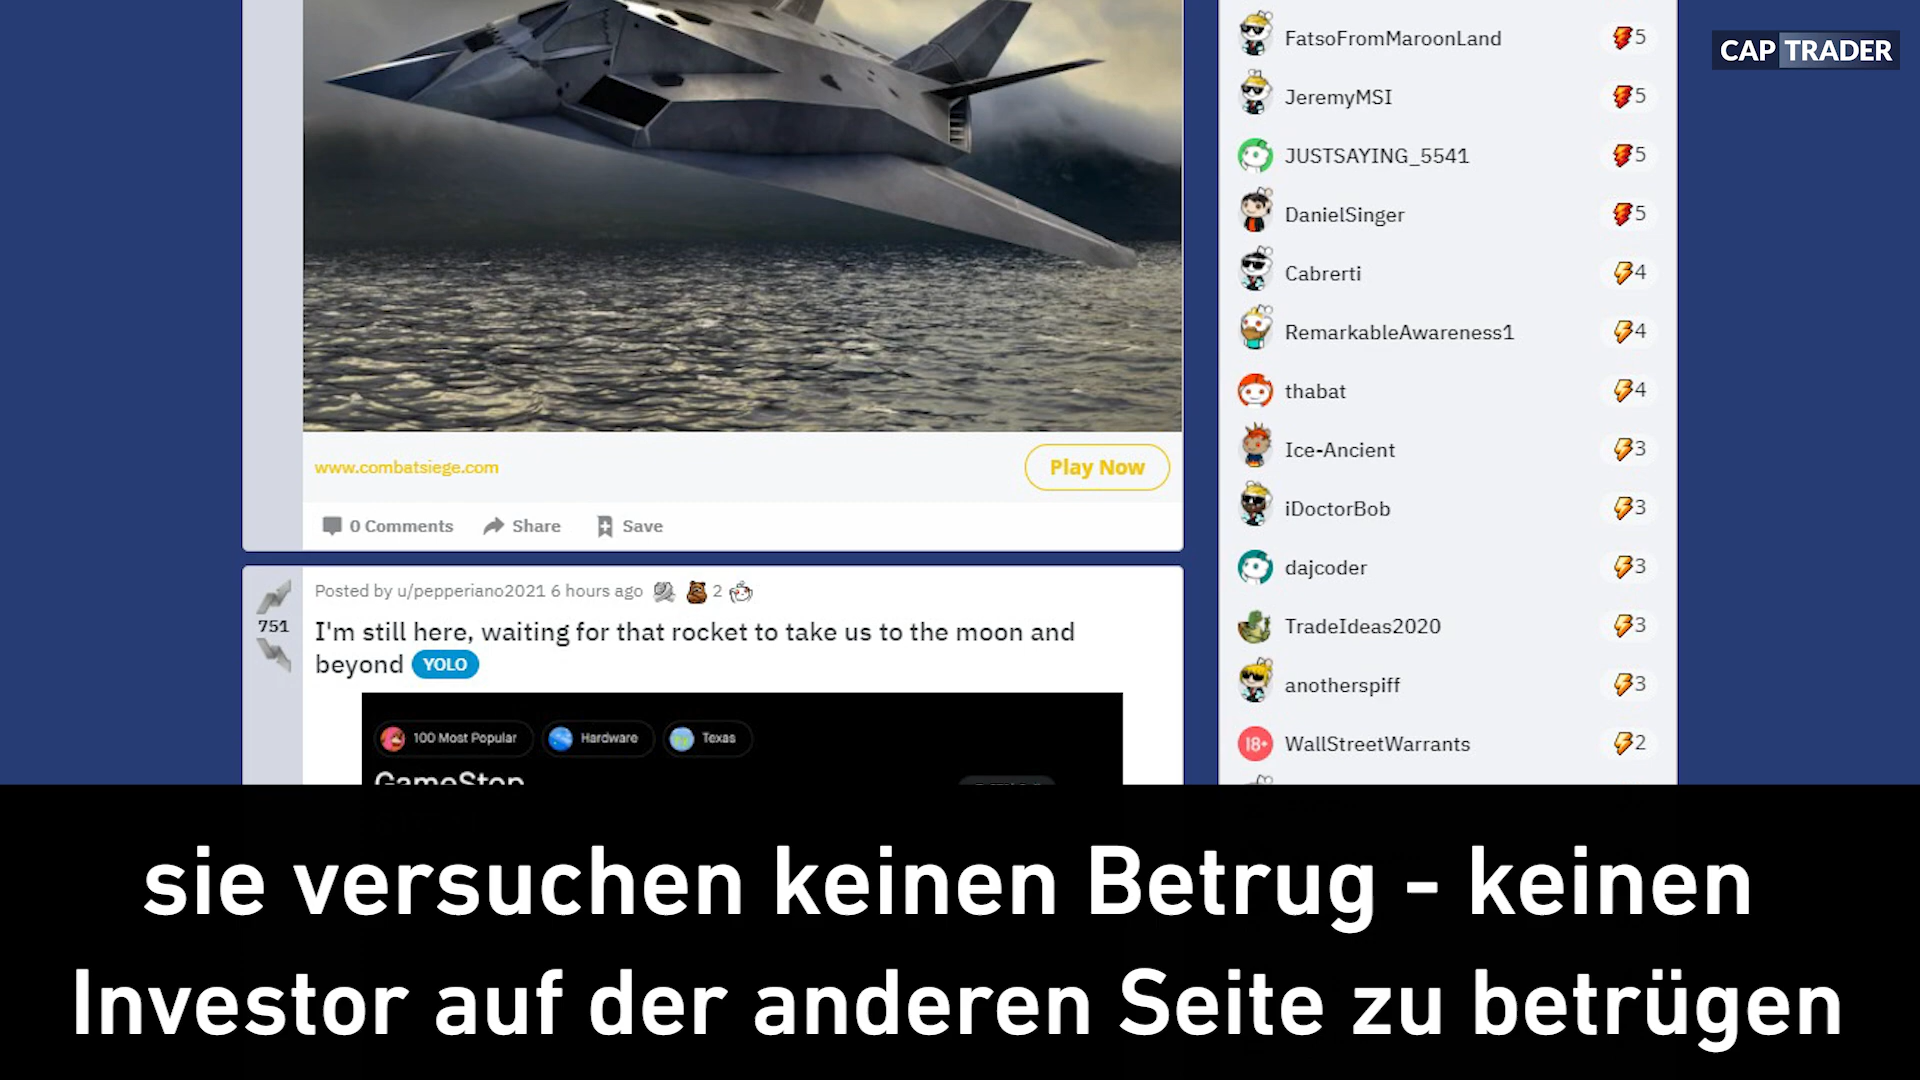 CAP TRADER
www.combatsiege.com
Play Now
0 Comments Share Save
751
Posted by u/pepperiano2021 6 hours ago 2
I'm still here, waiting for that rocket to take us to the moon and
beyond YOLO
100 Most Popular Hardware Texas
GameStop
FatsoFromMaroonLand 5
JeremyMSI 5
JUSTSAYING_5541 5
DanielSinger 5
Cabrerti 4
RemarkableAwareness1 4
thabat 4
Ice-Ancient 3
iDoctorBob 3
dajcoder 3
TradeIdeas2020 3
anotherspiff 3
18+ WallStreetWarrants 2
sie versuchen keinen Betrug - keinen
Investor auf der anderen Seite zu betrügen